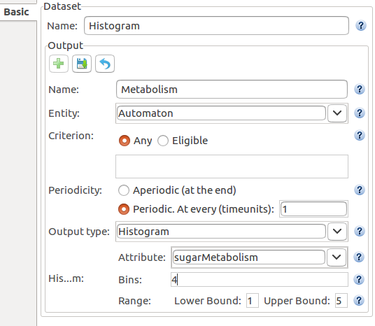 Dataset
Basic
Name: Histogram ?
Output
Name: Metabolism ?
Entity: Automaton ?
Criterion: Any Eligible ?
Periodicity: Aperiodic (at the end) ?
Periodic. At every (timeunits): 1
Output type: Histogram ?
Attribute: sugarMetabolism ?
His...m: Bins: 4 ?
Range: Lower Bound: 1 Upper Bound: 5 ?